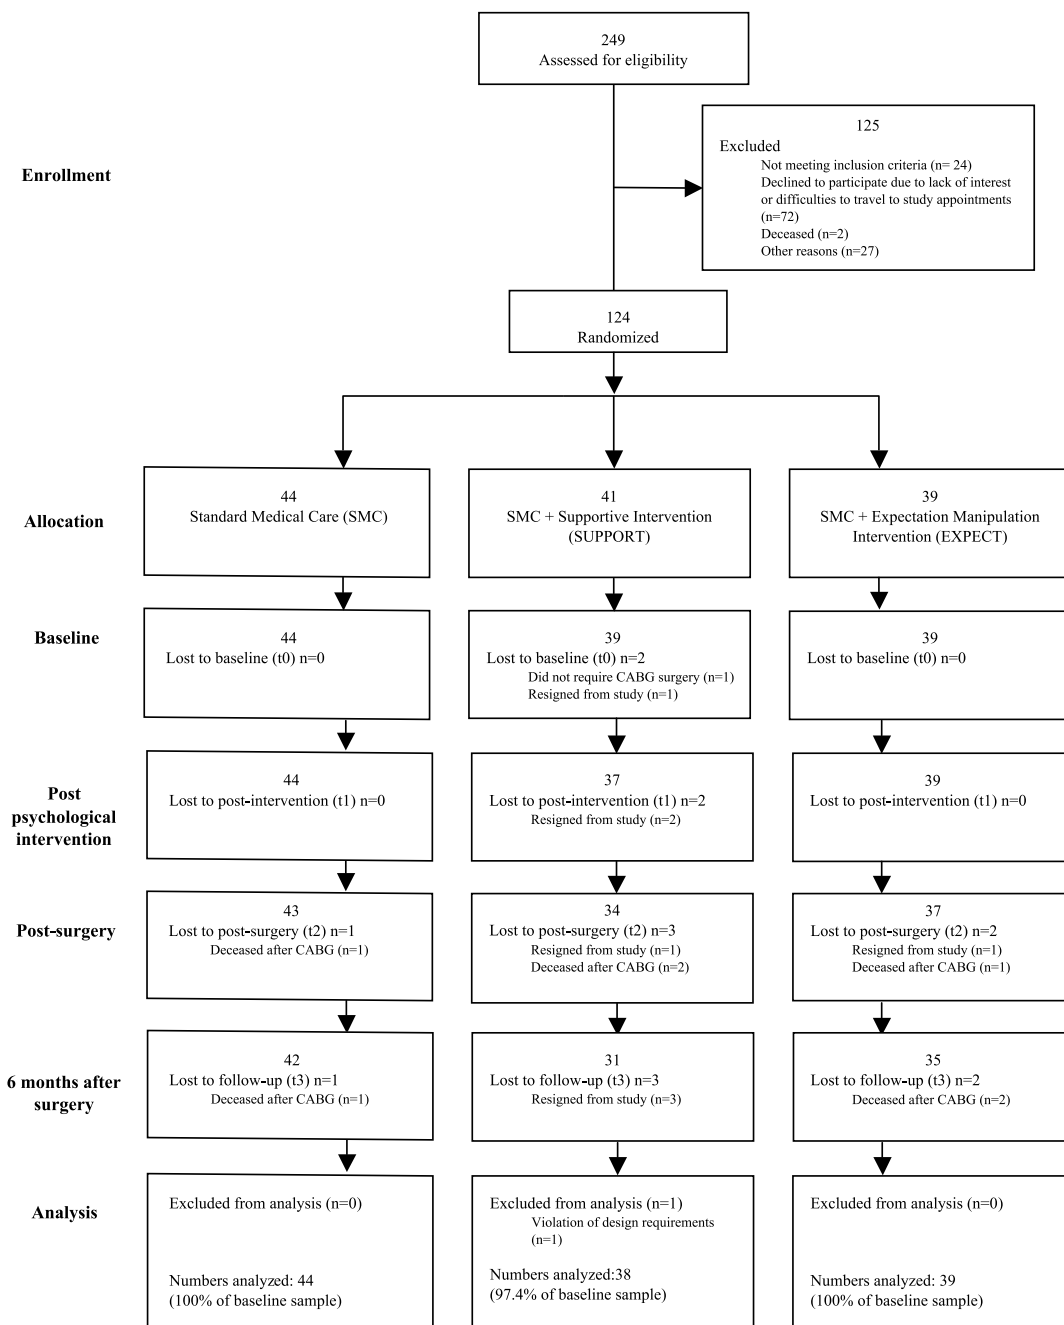 249
Assessed for eligibility
Enrollment
125
Excluded
Not meeting inclusion criteria (n= 24)
Declined to participate due to lack of interest
or difficulties to travel to study appointments
(n=72)
Deceased (n=2)
Other reasons (n=27)
124
Randomized
Allocation
44
Standard Medical Care (SMC)
41
SMC + Supportive Intervention
(SUPPORT)
39
SMC + Expectation Manipulation
Intervention (EXPECT)
Baseline
44
Lost to baseline (t0) n=0
39
Lost to baseline (t0) n=2
Did not require CABG surgery (n=1)
Resigned from study (n=1)
39
Lost to baseline (t0) n=0
Post
psychological
intervention
44
Lost to post-intervention (t1) n=0
37
Lost to post-intervention (t1) n=2
Resigned from study (n=2)
39
Lost to post-intervention (t1) n=0
Post-surgery
43
Lost to post-surgery (t2) n=1
Deceased after CABG (n=1)
34
Lost to post-surgery (t2) n=3
Resigned from study (n=1)
Deceased after CABG (n=2)
37
Lost to post-surgery (t2) n=2
Resigned from study (n=1)
Deceased after CABG (n=1)
6 months after
surgery
42
Lost to follow-up (t3) n=1
Deceased after CABG (n=1)
31
Lost to follow-up (t3) n=3
Resigned from study (n=3)
35
Lost to follow-up (t3) n=2
Deceased after CABG (n=2)
Analysis
Excluded from analysis (n=0)
Numbers analyzed: 44
(100% of baseline sample)
Excluded from analysis (n=1)
Violation of design requirements
(n=1)
Numbers analyzed:38
(97.4% of baseline sample)
Excluded from analysis (n=0)
Numbers analyzed: 39
(100% of baseline sample)